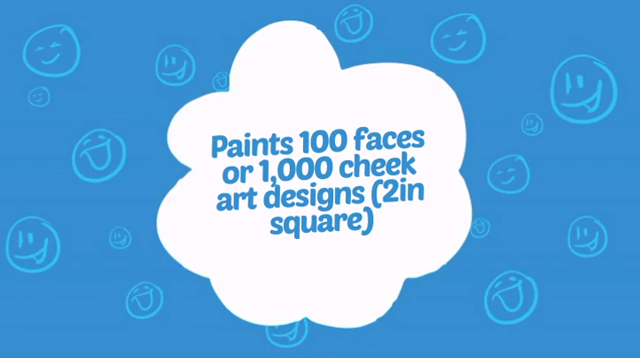 Paints 100 faces
or 1,000 cheek
art designs (2in
square)